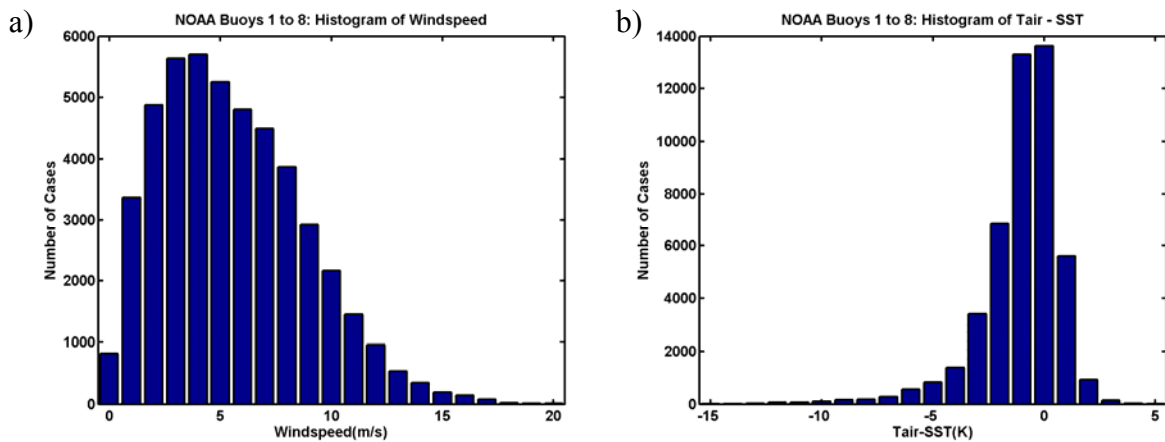 a)
NOAA Buoys 1 to 8: Histogram of Windspeed
6000
5000
4000
3000
2000
1000
0
Number of Cases
0 5 10 15 20
Windspeed(m/s)
b)
NOAA Buoys 1 to 8: Histogram of Tair - SST
14000
12000
10000
8000
6000
4000
2000
0
Number of Cases
-15 -10 -5 0 5
Tair-SST(K)